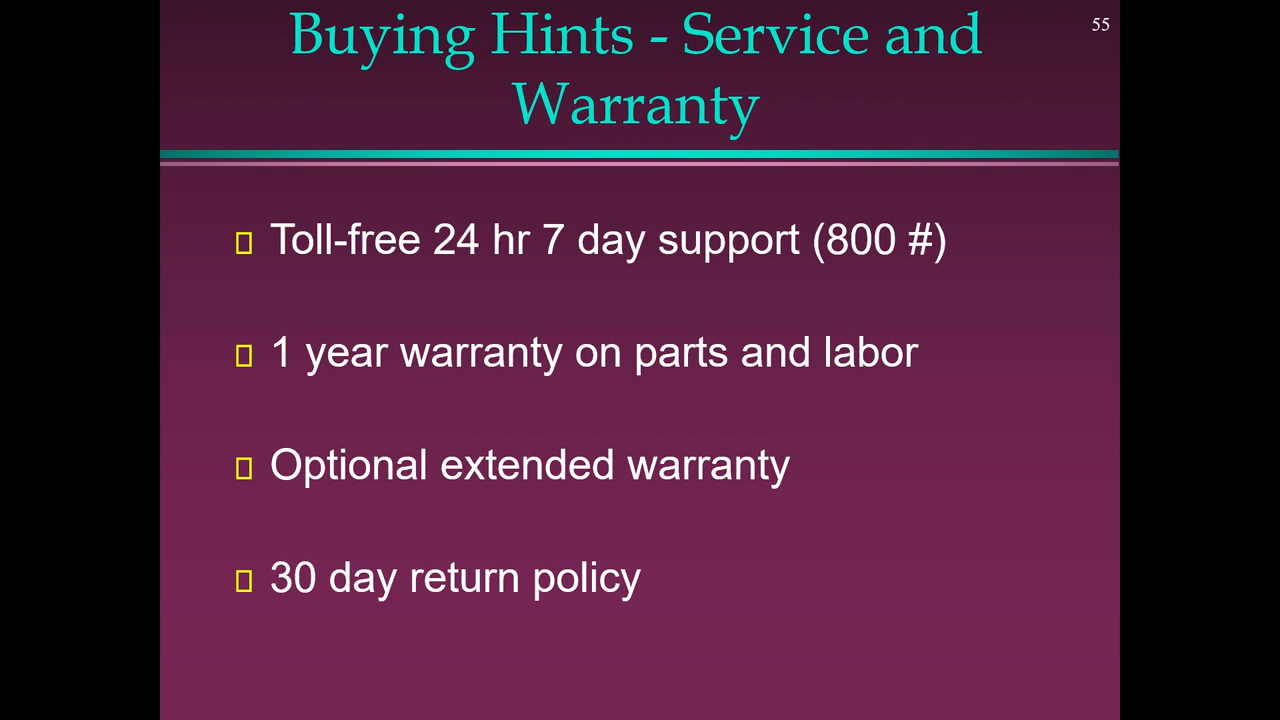 Buying Hints - Service and
Warranty
55
Toll-free 24 hr 7 day support (800 #)
1 year warranty on parts and labor
Optional extended warranty
30 day return policy